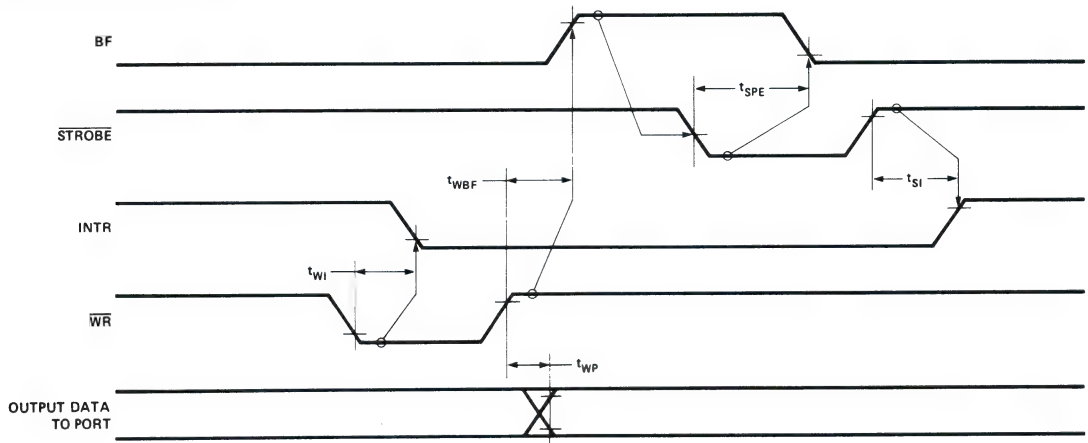 BF
t_SPE
STROBE
t_WBF
t_SI
INTR
t_WI
WR
t_WP
OUTPUT DATA
TO PORT